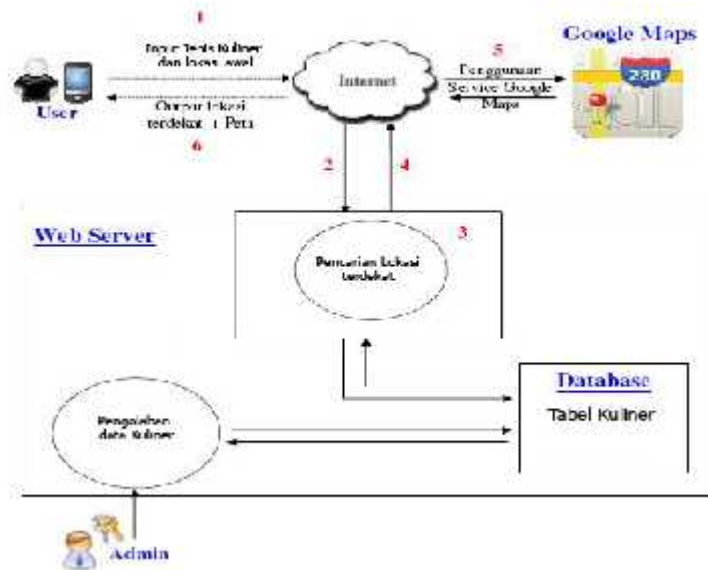 1
Input Jenis Kuliner
dan lokasi awal
User
Output lokasi
terdekat + Peta
6
Internet
5
Penggunaan
Service Google
Maps
Google Maps
280
2
4
Web Server
3
Pencarian Lokasi
terdekat
Pengolahan
data Kuliner
Database
Tabel Kuliner
Admin